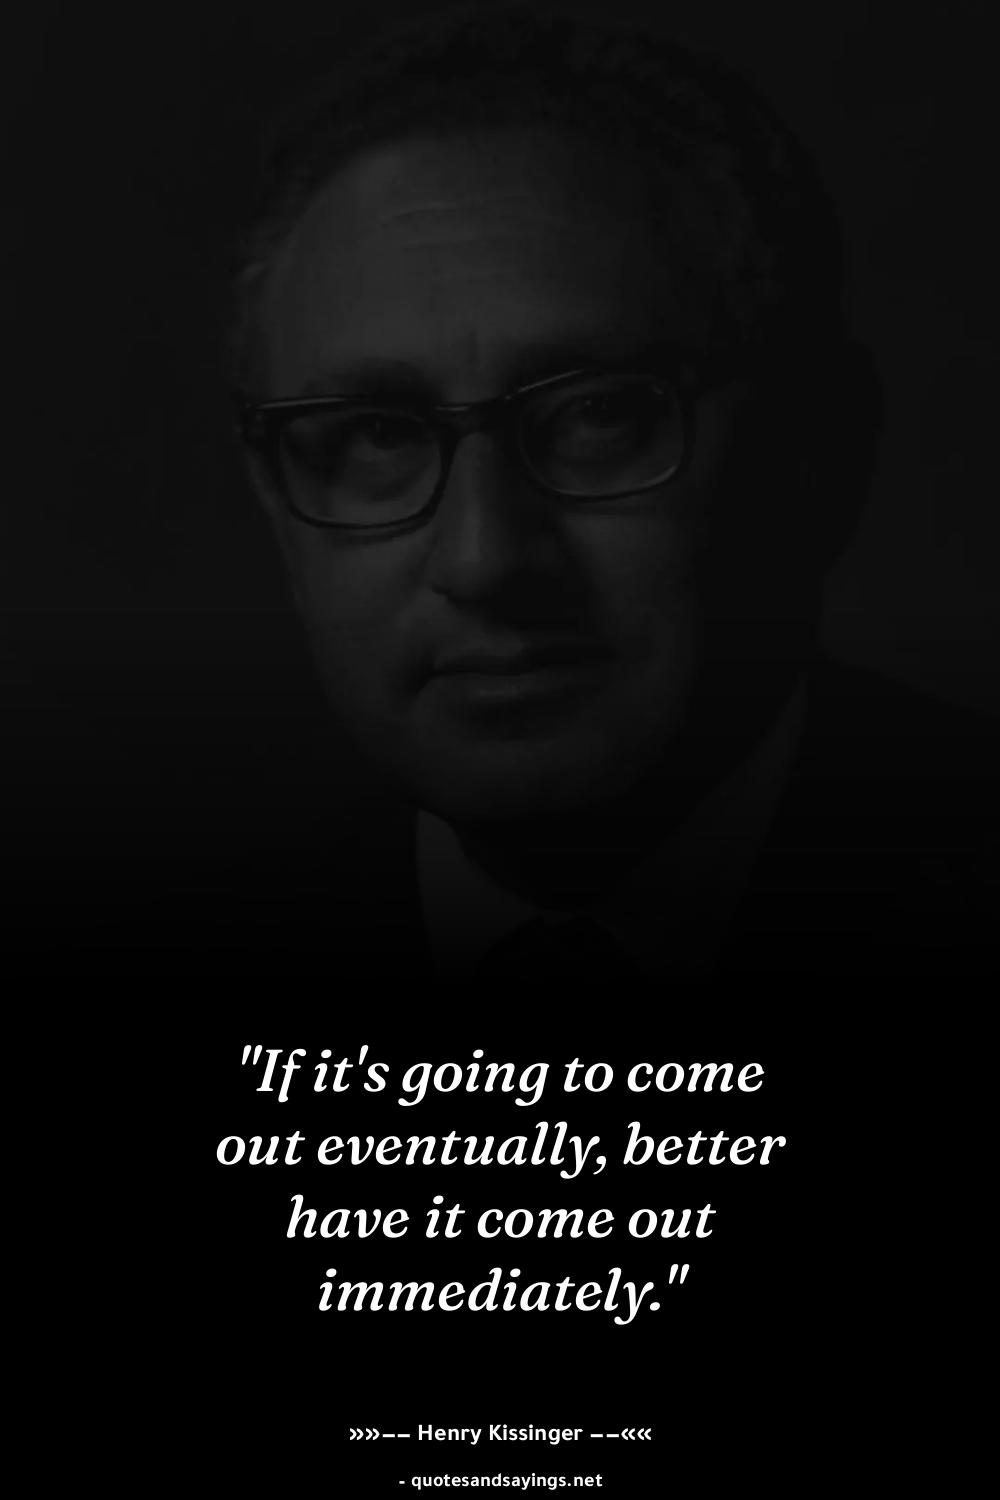 "If it's going to come
out eventually, better
have it come out
immediately."
»»–– Henry Kissinger ––««
- quotesandsayings.net